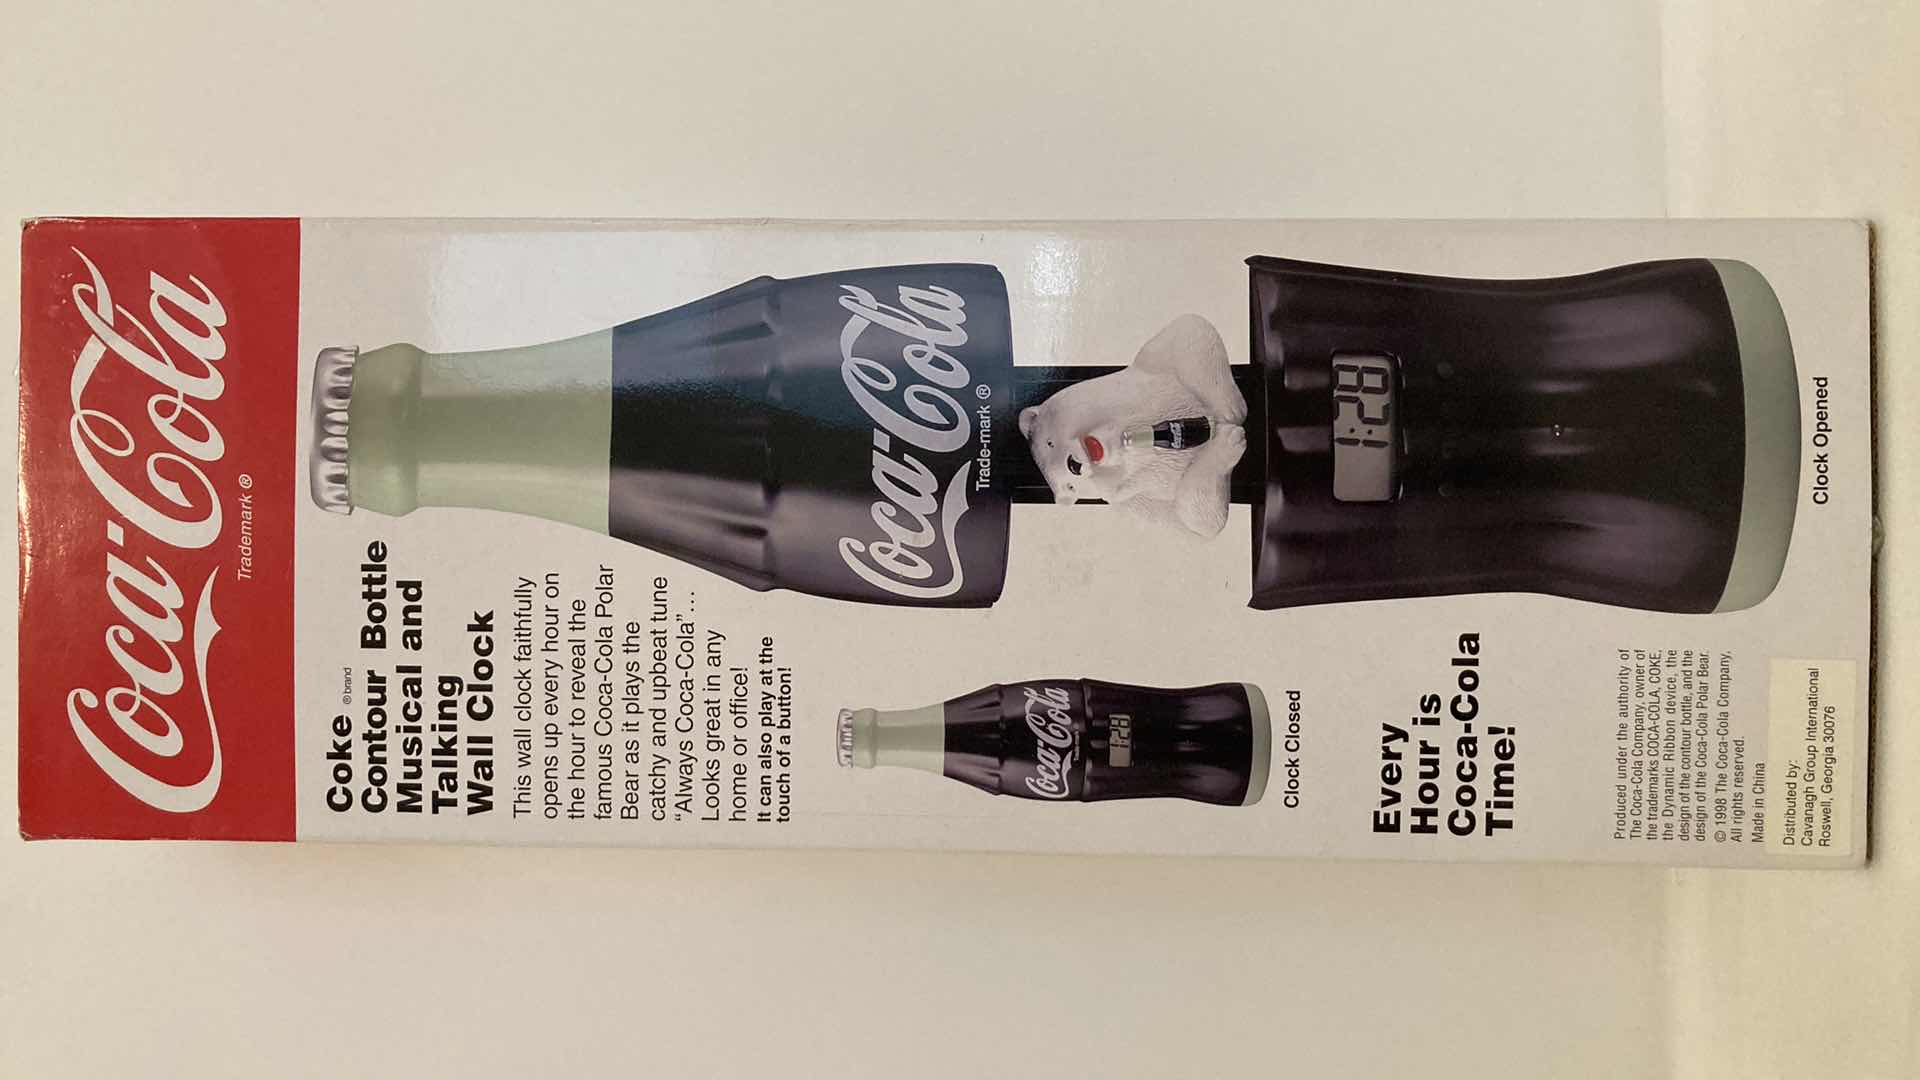 Coca-Cola
Trademark ®
Coke ® brand
Contour Bottle
Musical and
Talking
Wall Clock
This wall clock faithfully
opens up every hour on
the hour to reveal the
famous Coca-Cola Polar
Bear as it plays the
catchy and upbeat tune
“Always Coca-Cola”...
Looks great in any
home or office!
It can also play at the
touch of a button!
Coca-Cola
Trade-mark ®
Coca-Cola
1:28
Clock Opened
Coca-Cola
1:28
Clock Closed
Every
Hour is
Coca-Cola
Time!
Produced under the authority of
The Coca-Cola Company, owner of
the trademarks COCA-COLA, COKE,
the Dynamic Ribbon device, the
design of the contour bottle, and the
design of the Coca-Cola Polar Bear.
© 1998 The Coca-Cola Company,
All rights reserved.
Made in China
Distributed by:
Cavanagh Group International
Roswell, Georgia 30076